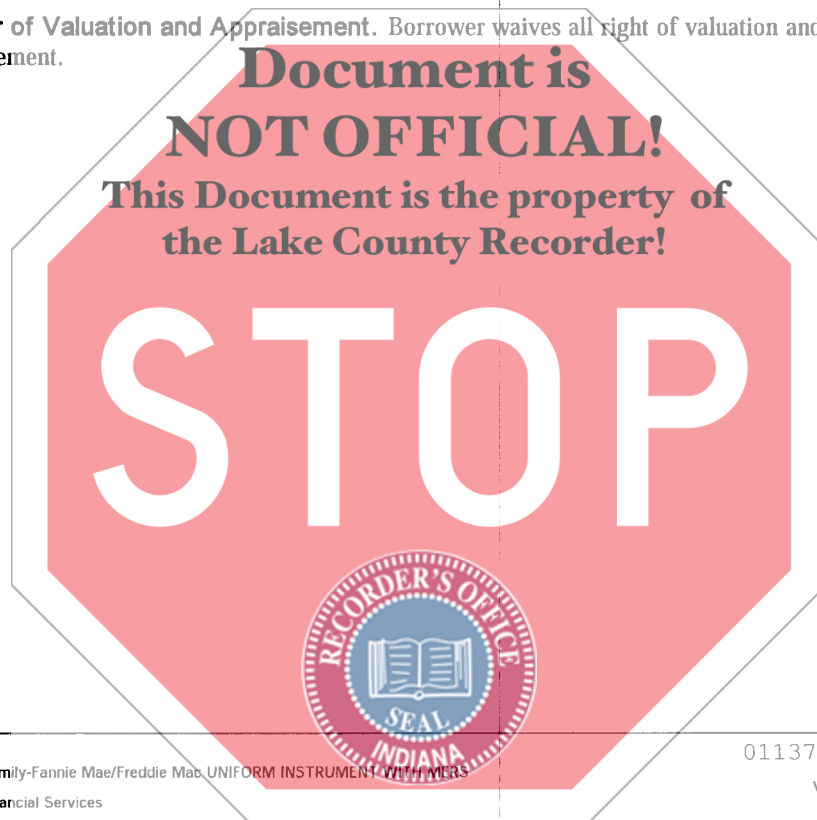 of Valuation and Appraisement. Borrower waives all right of valuation and
ement.
Document is
NOT OFFICIAL!
This Document is the property of
the Lake County Recorder!
STOP
RECORDER'S OFFICE
SEAL
INDIANA
01137
mily-Fannie Mae/Freddie Mac UNIFORM INSTRUMENT WITH MERS
ancial Services